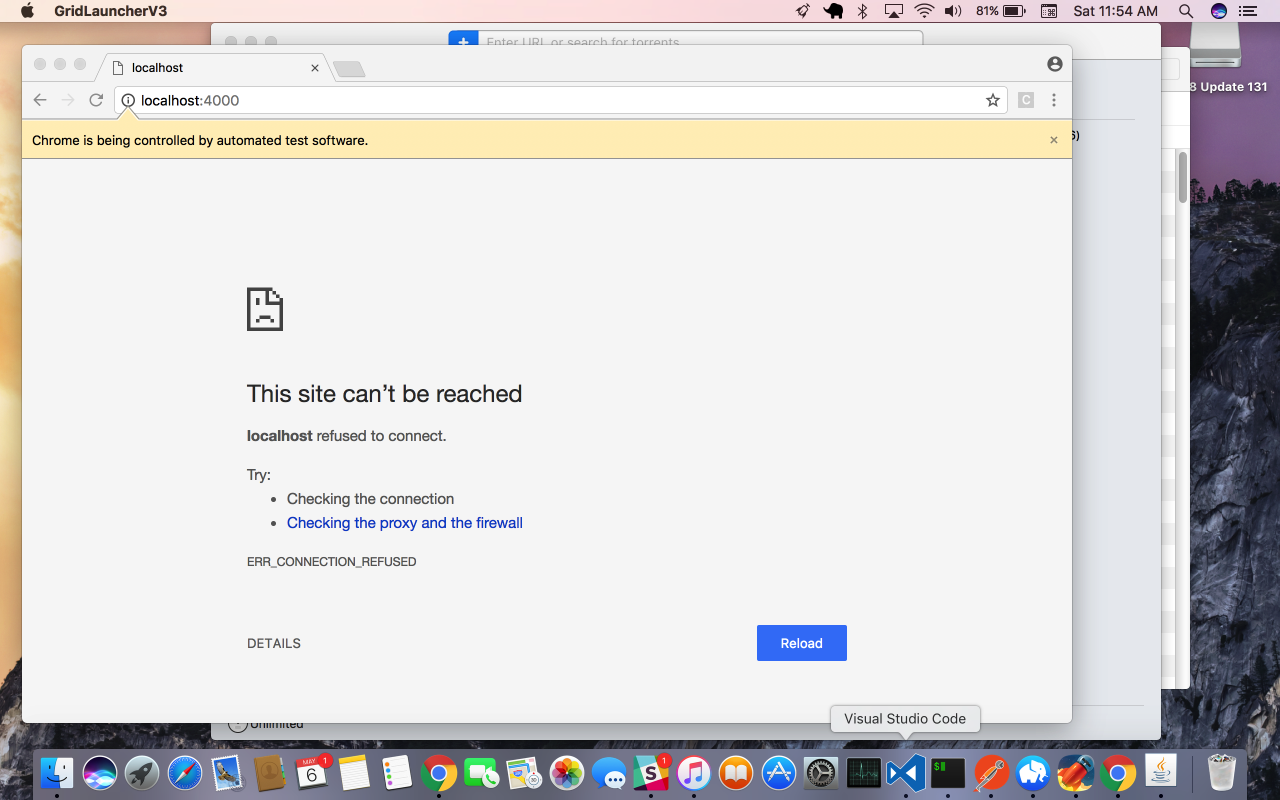 GridLauncherV3
81%
Sat 11:54 AM
Enter URL or search for torrents
localhost
8 Update 131
localhost:4000
C
Chrome is being controlled by automated test software.
6)
This site can't be reached
localhost refused to connect.
Try:
• Checking the connection
• Checking the proxy and the firewall
ERR_CONNECTION_REFUSED
DETAILS
Reload
Visual Studio Code
Unlimited
MAY
6
1
1
30
$